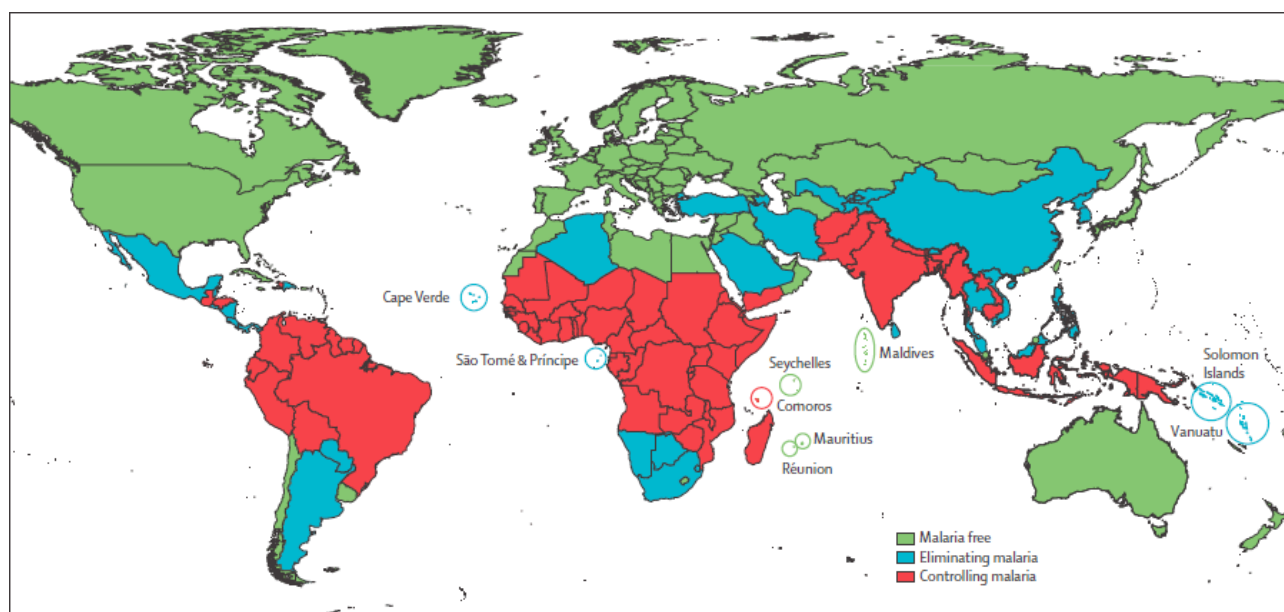 Cape Verde
São Tomé & Príncipe
Seychelles
Maldives
Comoros
Mauritius
Réunion
Solomon
Islands
Vanuatu
Malaria free
Eliminating malaria
Controlling malaria